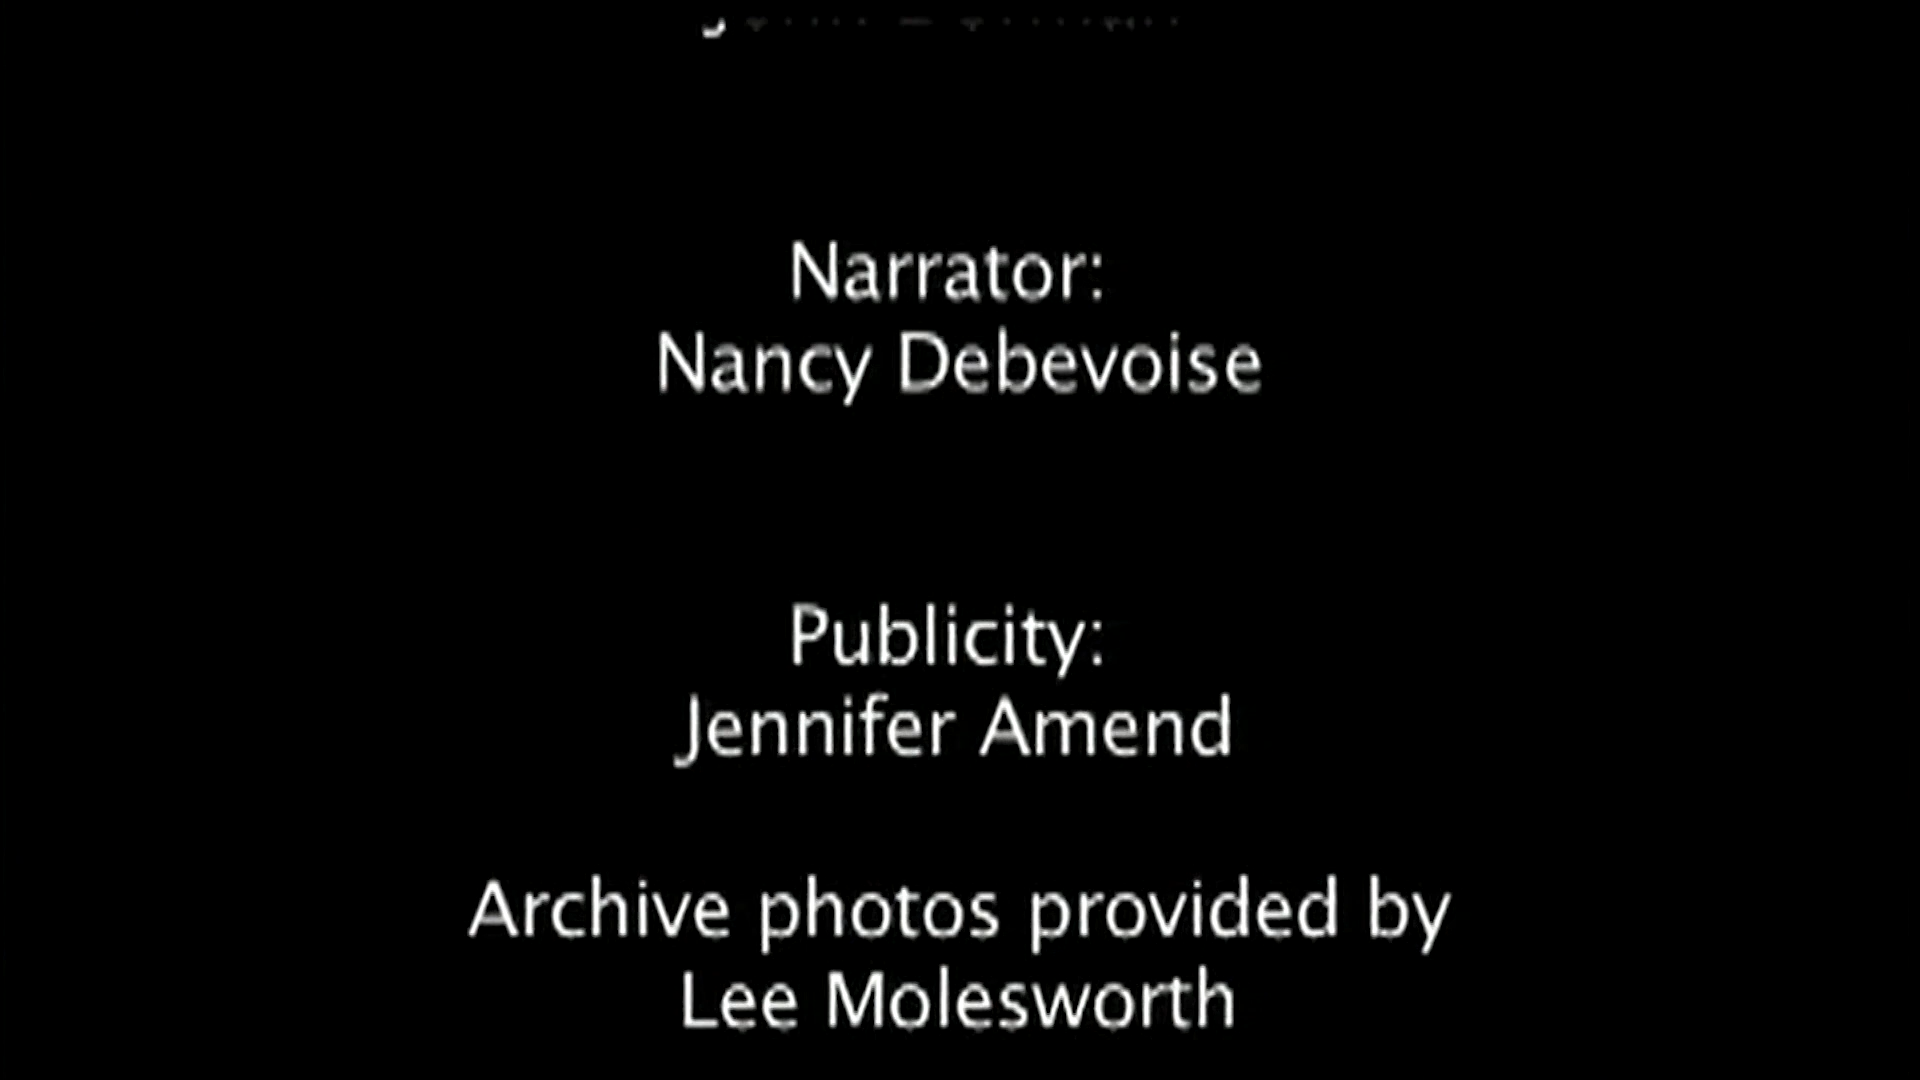 Narrator:
Nancy Debevoise
Publicity:
Jennifer Amend
Archive photos provided by
Lee Molesworth